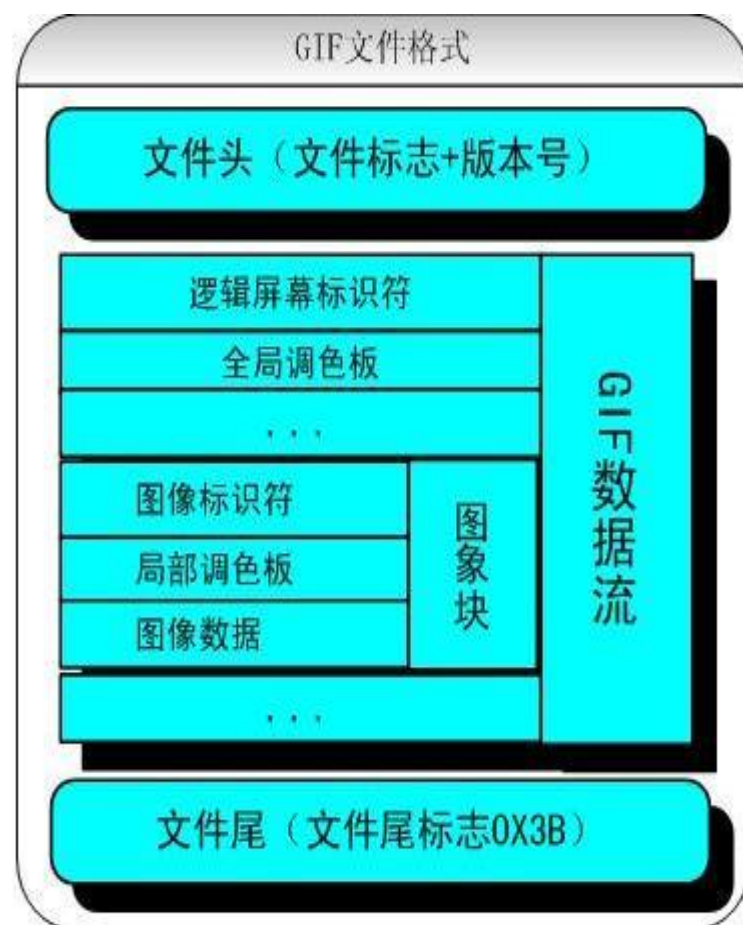 GIF文件格式
文件头（文件标志+版本号）
逻辑屏幕标识符
全局调色板
...
图像标识符
局部调色板
图像数据
图象块
...
GIF数据流
文件尾（文件尾标志0X3B）